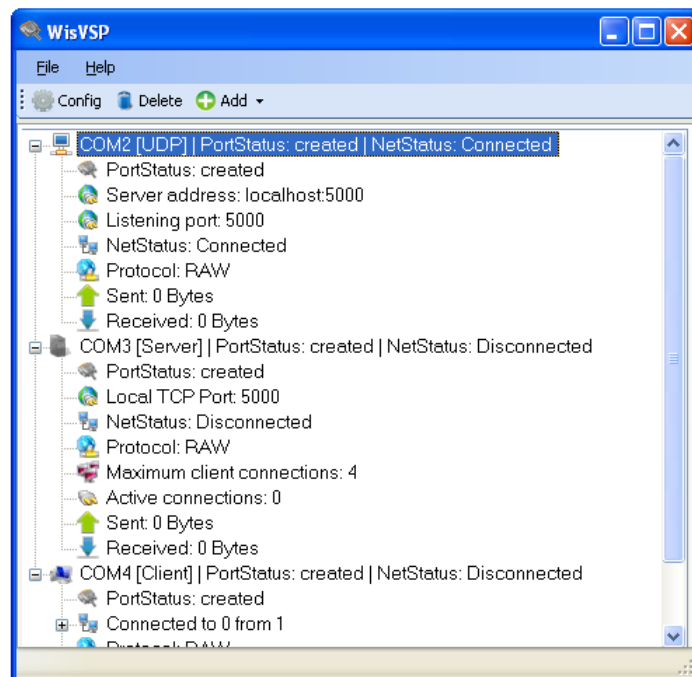 WisVSP
File Help
Config Delete Add
COM2 [UDP] | PortStatus: created | NetStatus: Connected
PortStatus: created
Server address: localhost:5000
Listening port: 5000
NetStatus: Connected
Protocol: RAW
Sent: 0 Bytes
Received: 0 Bytes
COM3 [Server] | PortStatus: created | NetStatus: Disconnected
PortStatus: created
Local TCP Port: 5000
NetStatus: Disconnected
Protocol: RAW
Maximum client connections: 4
Active connections: 0
Sent: 0 Bytes
Received: 0 Bytes
COM4 [Client] | PortStatus: created | NetStatus: Disconnected
PortStatus: created
Connected to 0 from 1
Protocol: RAW